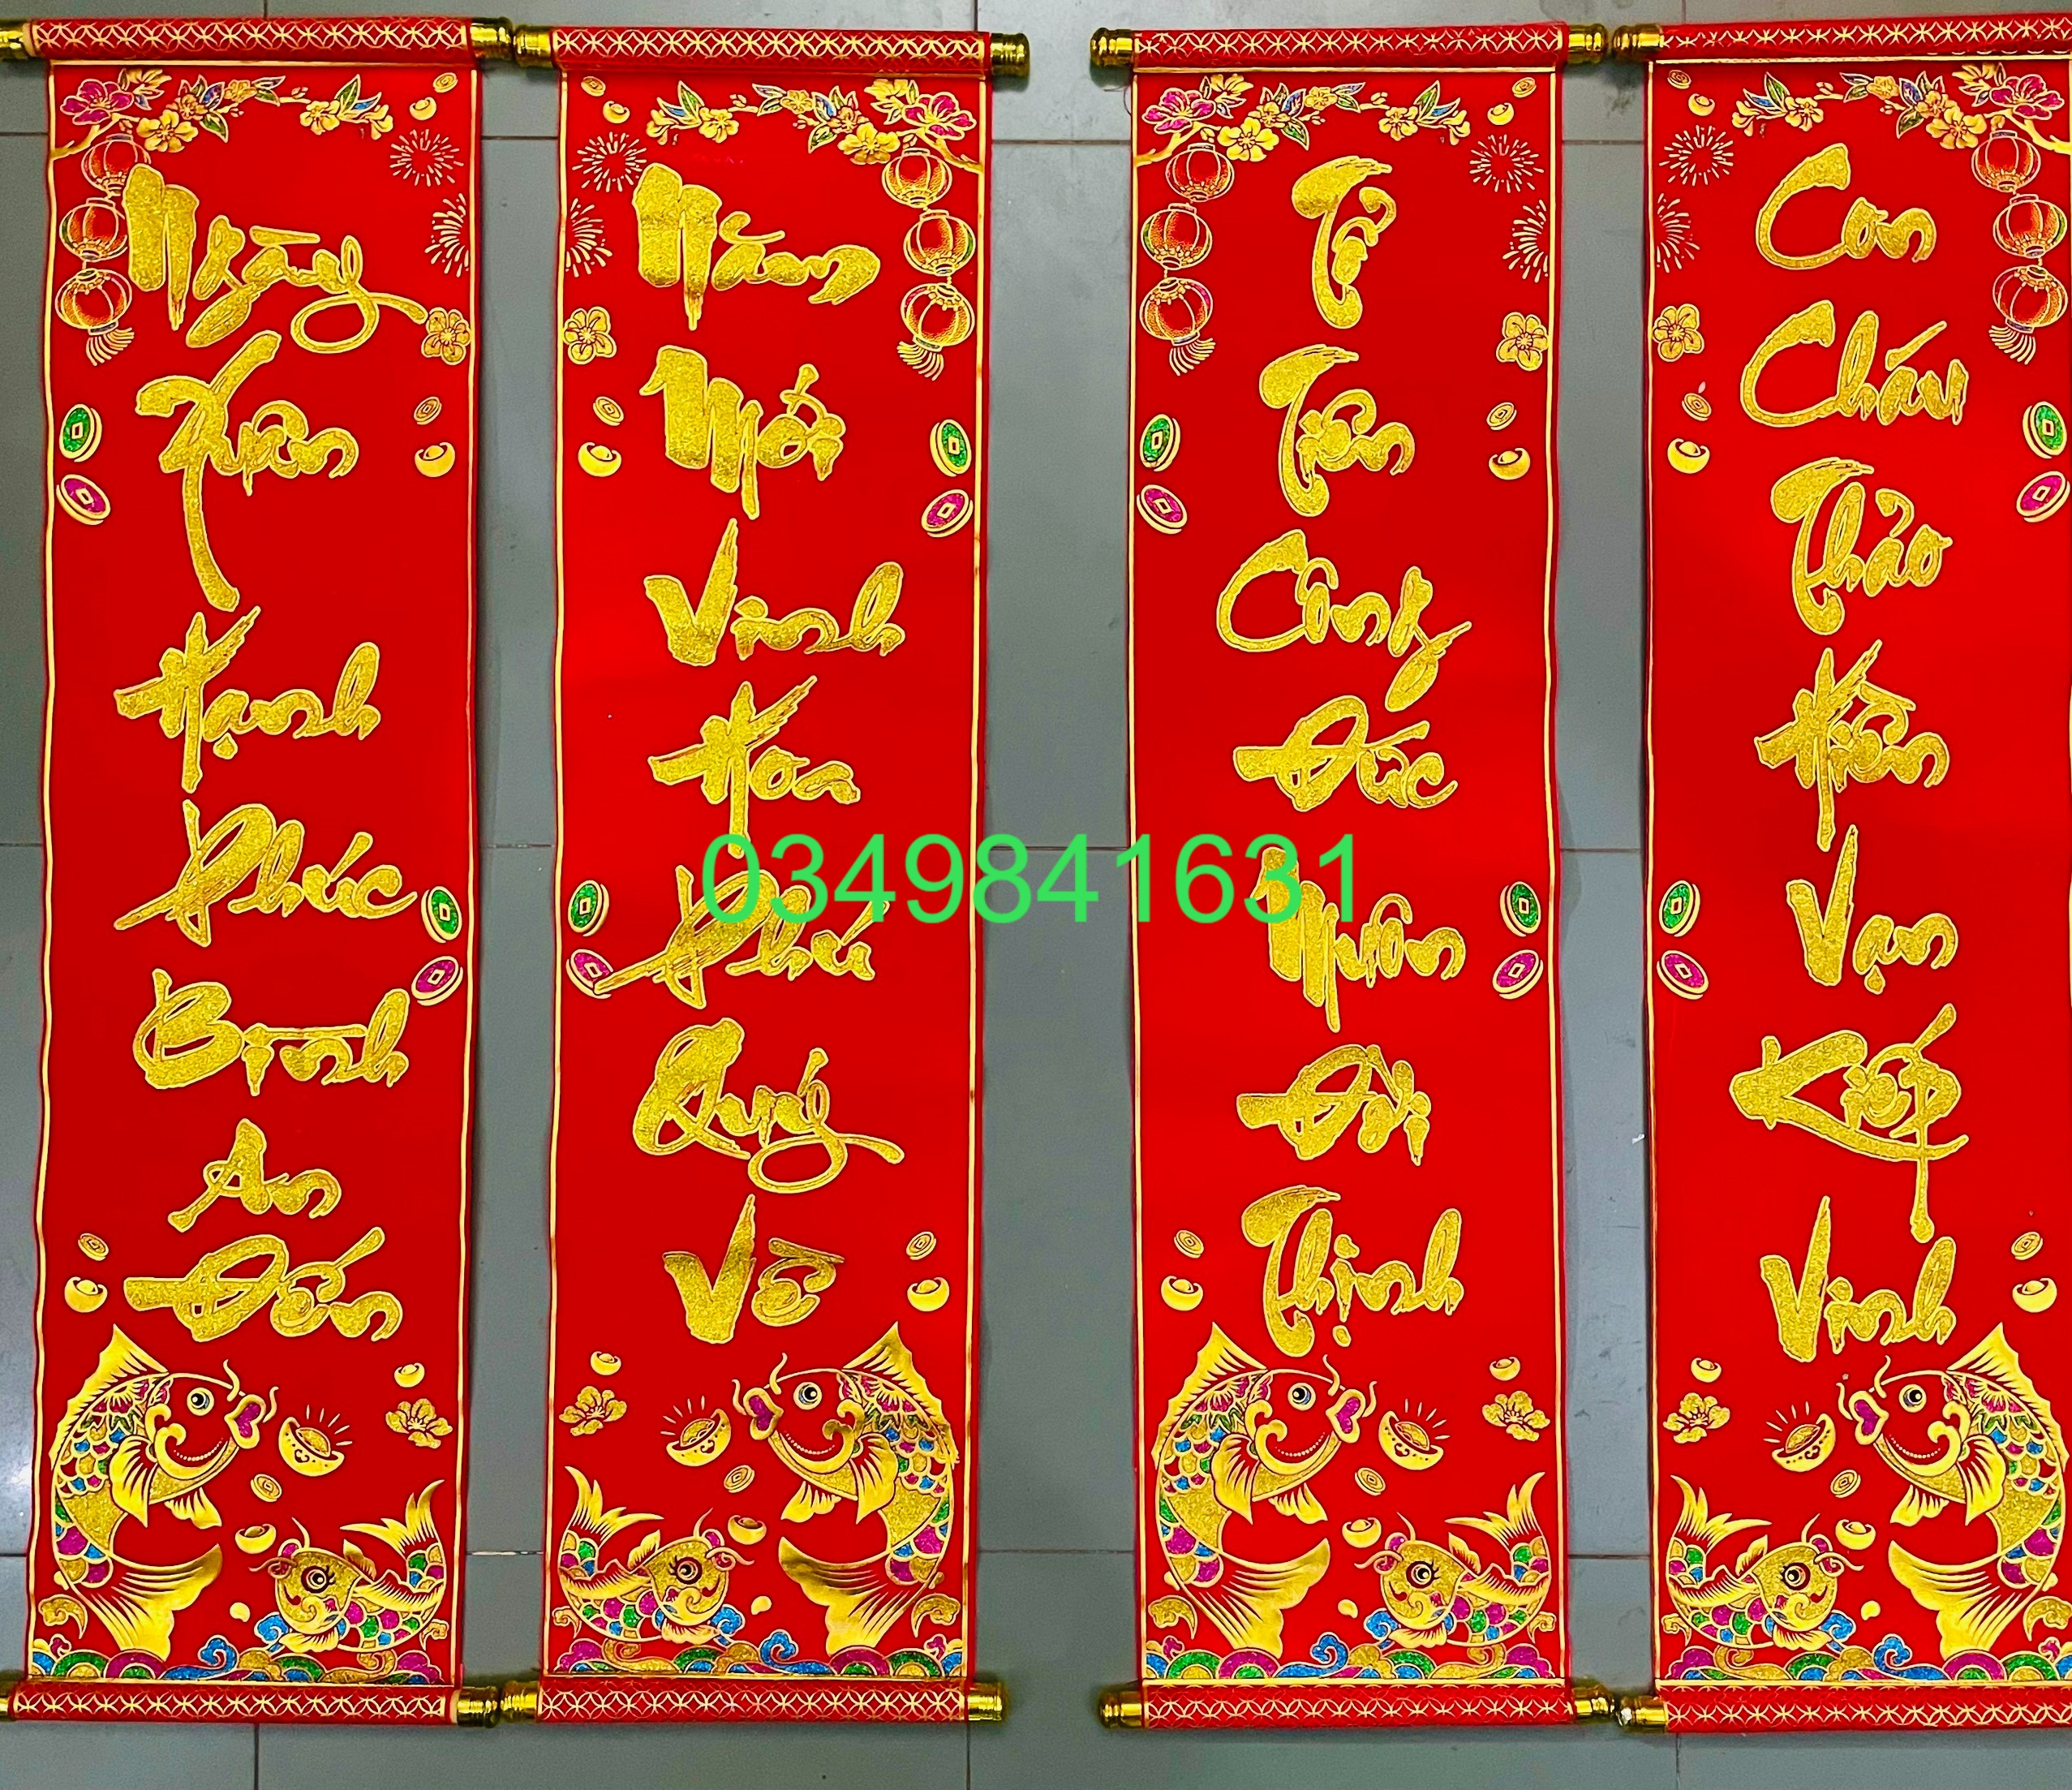 Ngày
Xuân
Hạnh
Phúc
Bình
An
Đến
Năm
Mới
Vinh
Hoa
Phú
Quý
Về
Tổ
Tôn
Công
Đức
Muôn
Đời
Thịnh
Con
Cháu
Thảo
Hiền
Vạn
Kiếp
Vinh
0349841631